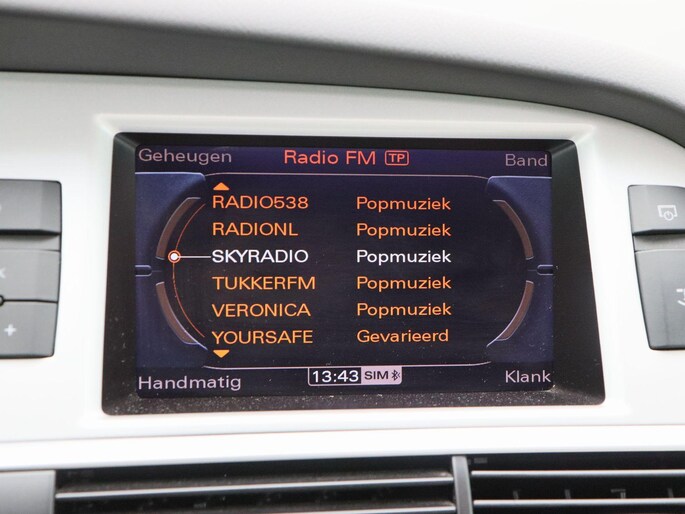 Geheugen Radio FM TP Band
RADIO538 Popmuziek
RADIONL Popmuziek
SKYRADIO Popmuziek
TUKKERFM Popmuziek
VERONICA Popmuziek
YOURSAFE Gevarieerd
Handmatig 13:43 SIM Klank
K
+